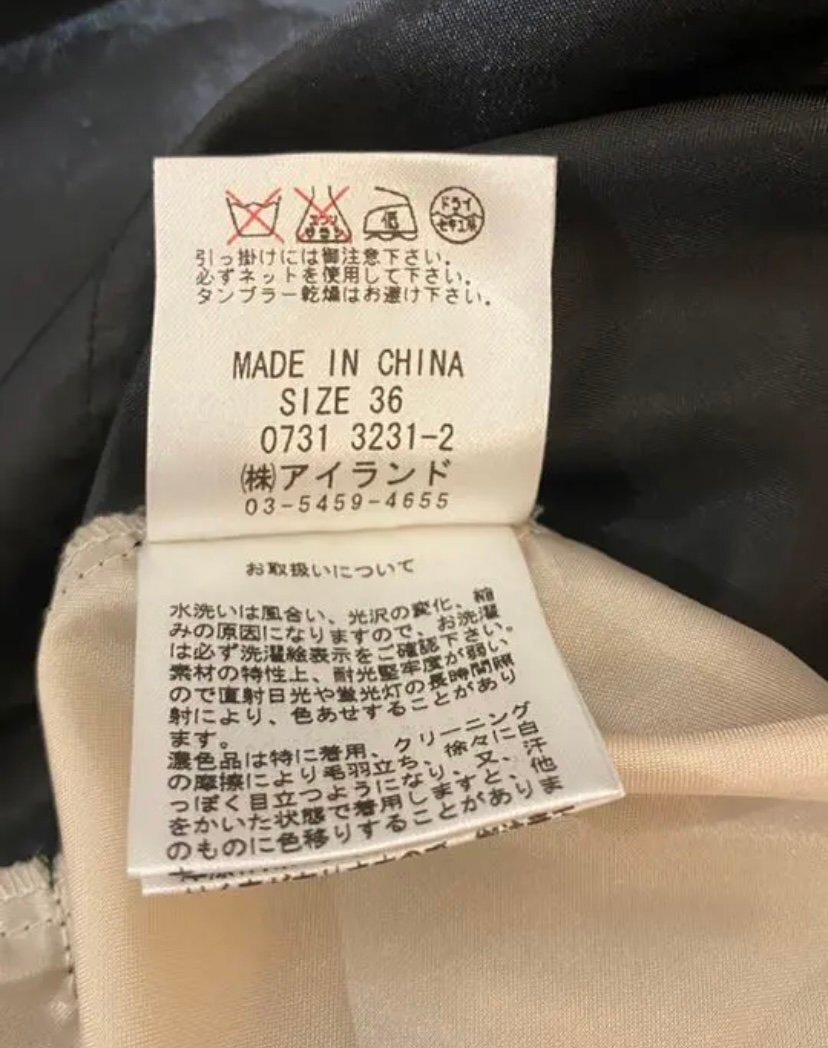 低
ドライ
セキユ系
引っ掛けには御注意下さい。
必ずネットを使用して下さい。
タンブラー乾燥はお避け下さい。
MADE IN CHINA
SIZE 36
0731 3231-2
㈱アイランド
03-5459-4655
お取扱いについて
水洗いは風合い、光沢の変化、縮
みの原因になりますので、お洗濯
は必ず洗濯絵表示をご確認下さい。
素材の特性上、耐光堅牢度が弱い
ので直射日光や蛍光灯の長時間照
射により、色あせすることがあり
ます。
濃色品は特に着用、クリーニング
の摩擦により毛羽立ち、徐々に白
っぽく目立つようになり、又、汗
をかいた状態で着用しますと、他
のものに色移りすることがありま